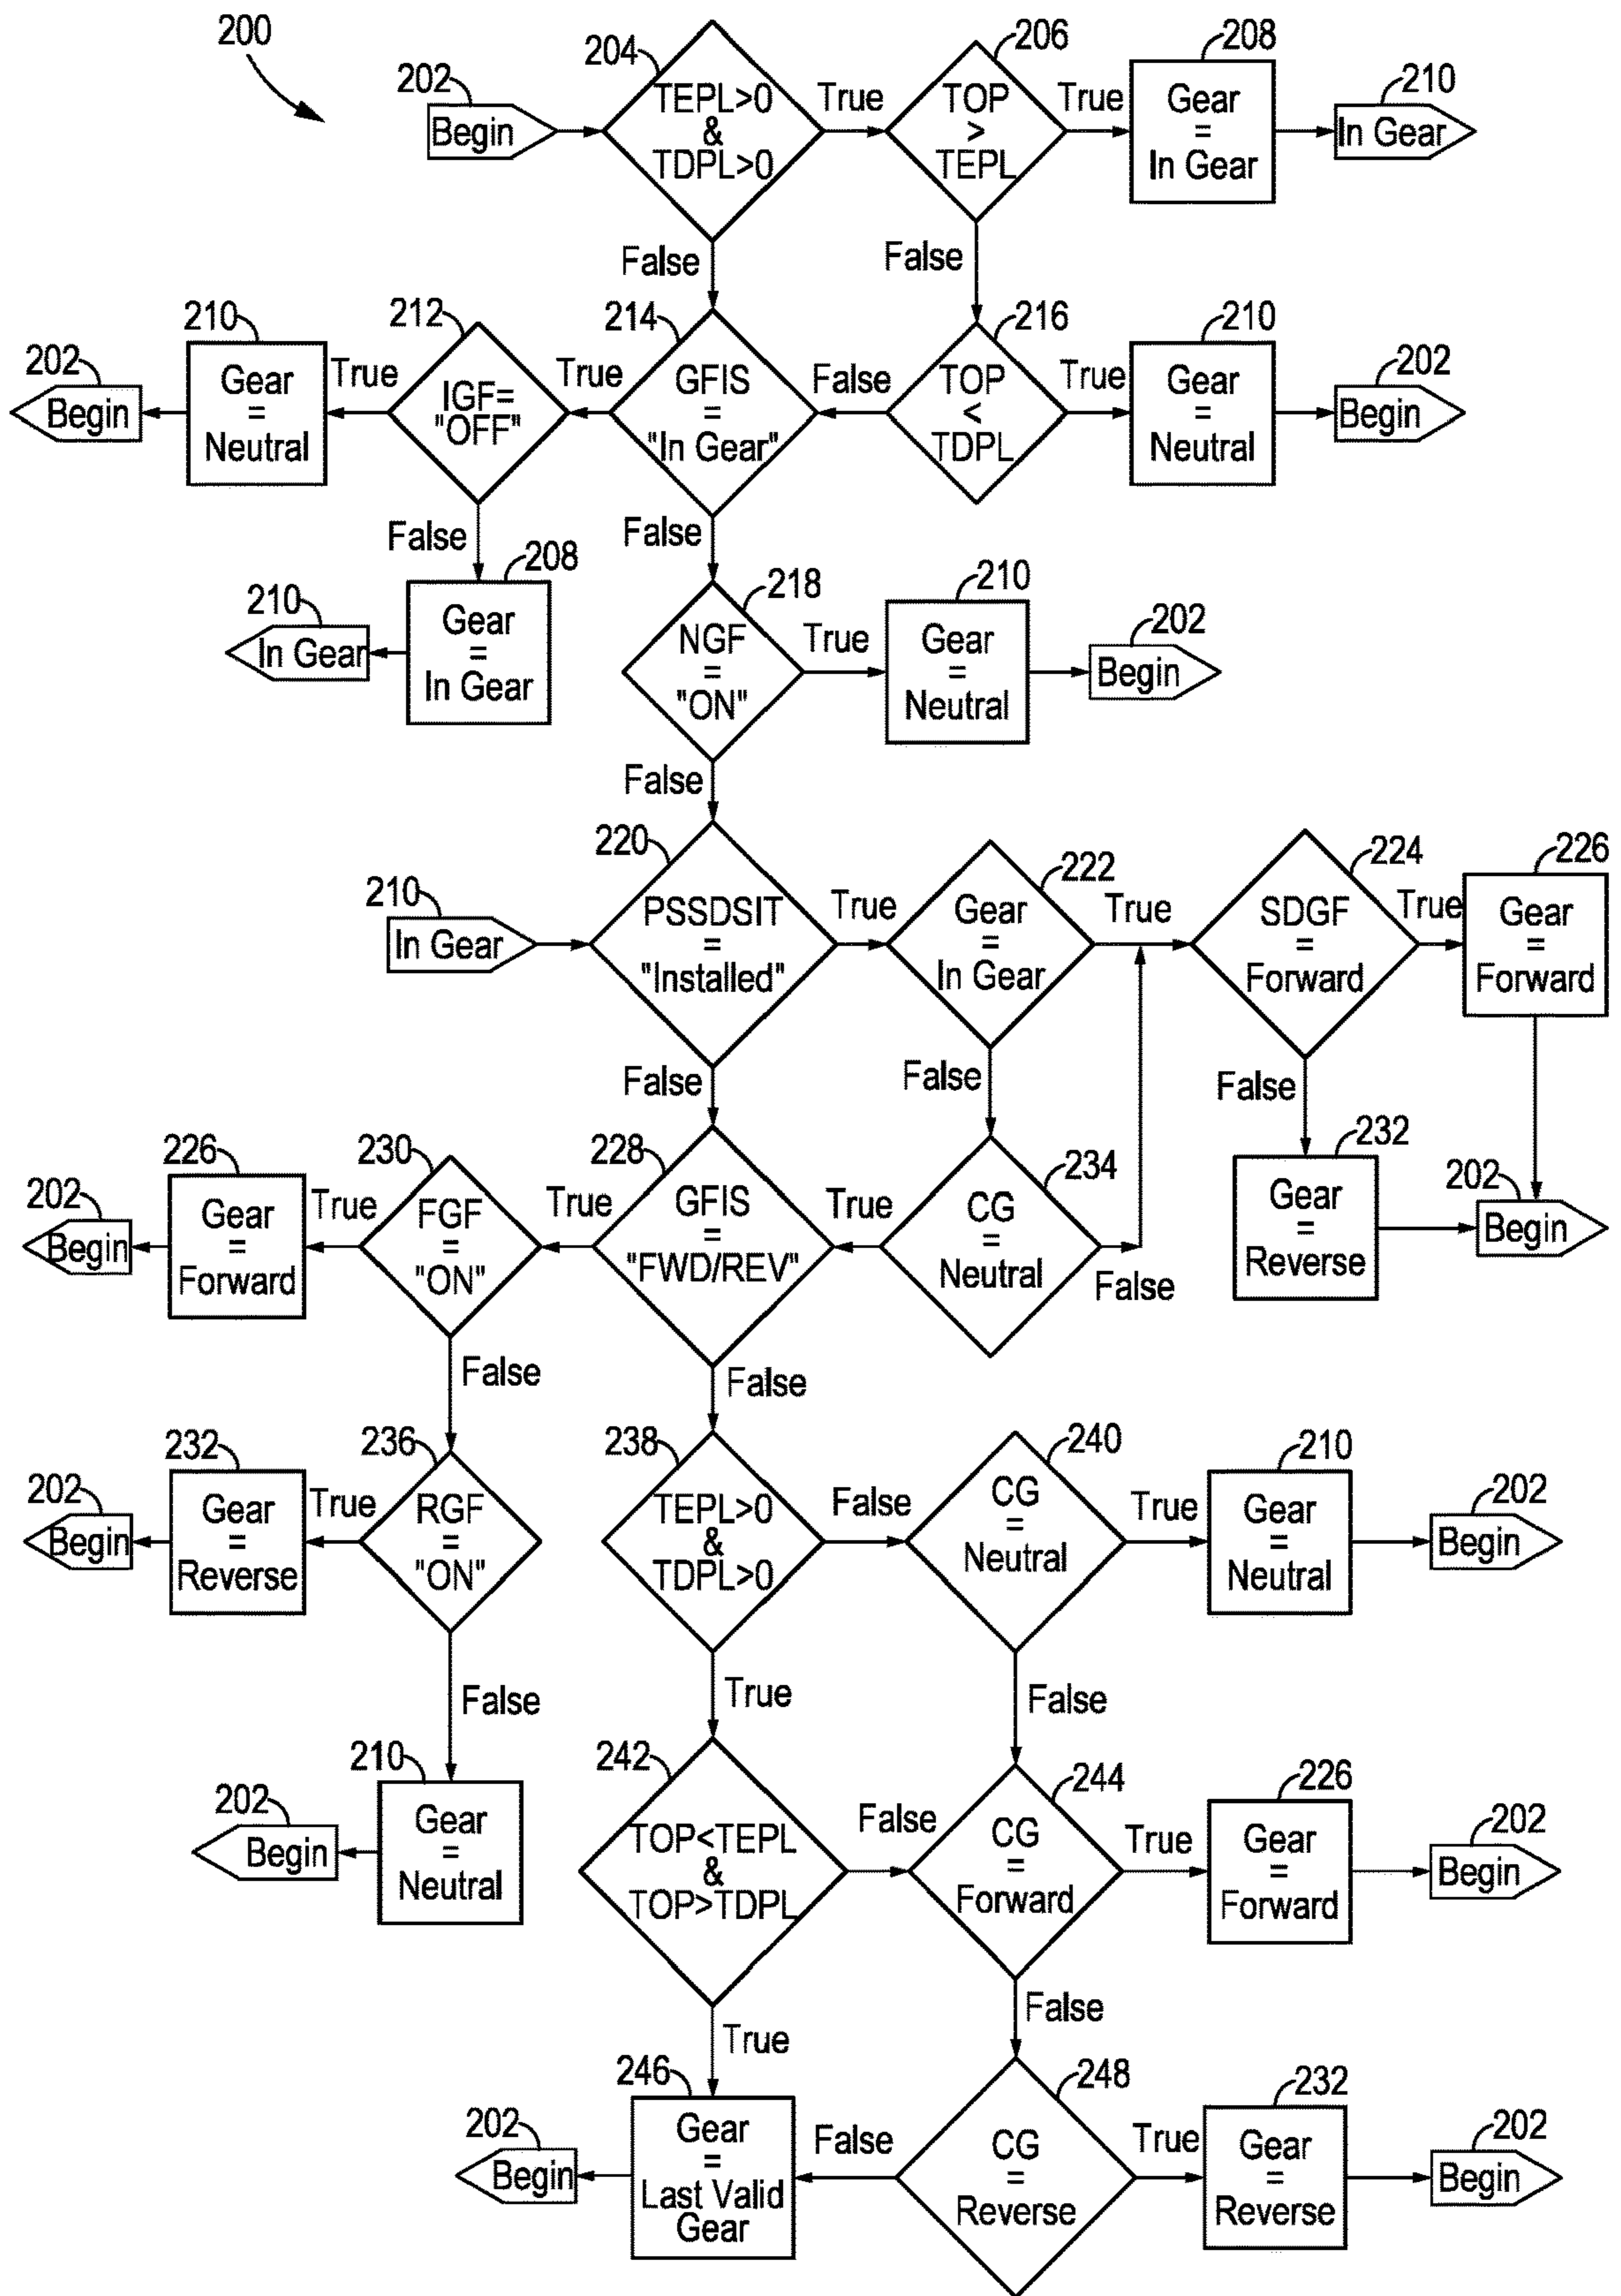 200
202
Begin
204
TEPL>0
&
TDPL>0
True
206
TOP
>
TEPL
True
208
Gear
=
In Gear
210
In Gear
False
False
202
Begin
210
Gear
=
Neutral
True
212
IGF=
"OFF"
True
214
GFIS
=
"In Gear"
False
216
TOP
<
TDPL
True
210
Gear
=
Neutral
202
Begin
False
False
210
In Gear
208
Gear
=
In Gear
218
NGF
=
"ON"
True
210
Gear
=
Neutral
202
Begin
False
210
In Gear
220
PSSDSIT
=
"Installed"
True
222
Gear
=
In Gear
True
224
SDGF
=
Forward
True
226
Gear
=
Forward
False
False
False
202
Begin
226
Gear
=
Forward
True
230
FGF
=
"ON"
True
228
GFIS
=
"FWD/REV"
True
234
CG
=
Neutral
False
232
Gear
=
Reverse
202
Begin
False
False
202
Begin
232
Gear
=
Reverse
True
236
RGF
=
"ON"
238
TEPL>0
&
TDPL>0
False
240
CG
=
Neutral
True
210
Gear
=
Neutral
202
Begin
False
True
False
202
Begin
210
Gear
=
Neutral
242
TOP<TEPL
&
TOP>TDPL
False
244
CG
=
Forward
True
226
Gear
=
Forward
202
Begin
True
False
202
Begin
246
Gear
=
Last Valid
Gear
False
248
CG
=
Reverse
True
232
Gear
=
Reverse
202
Begin